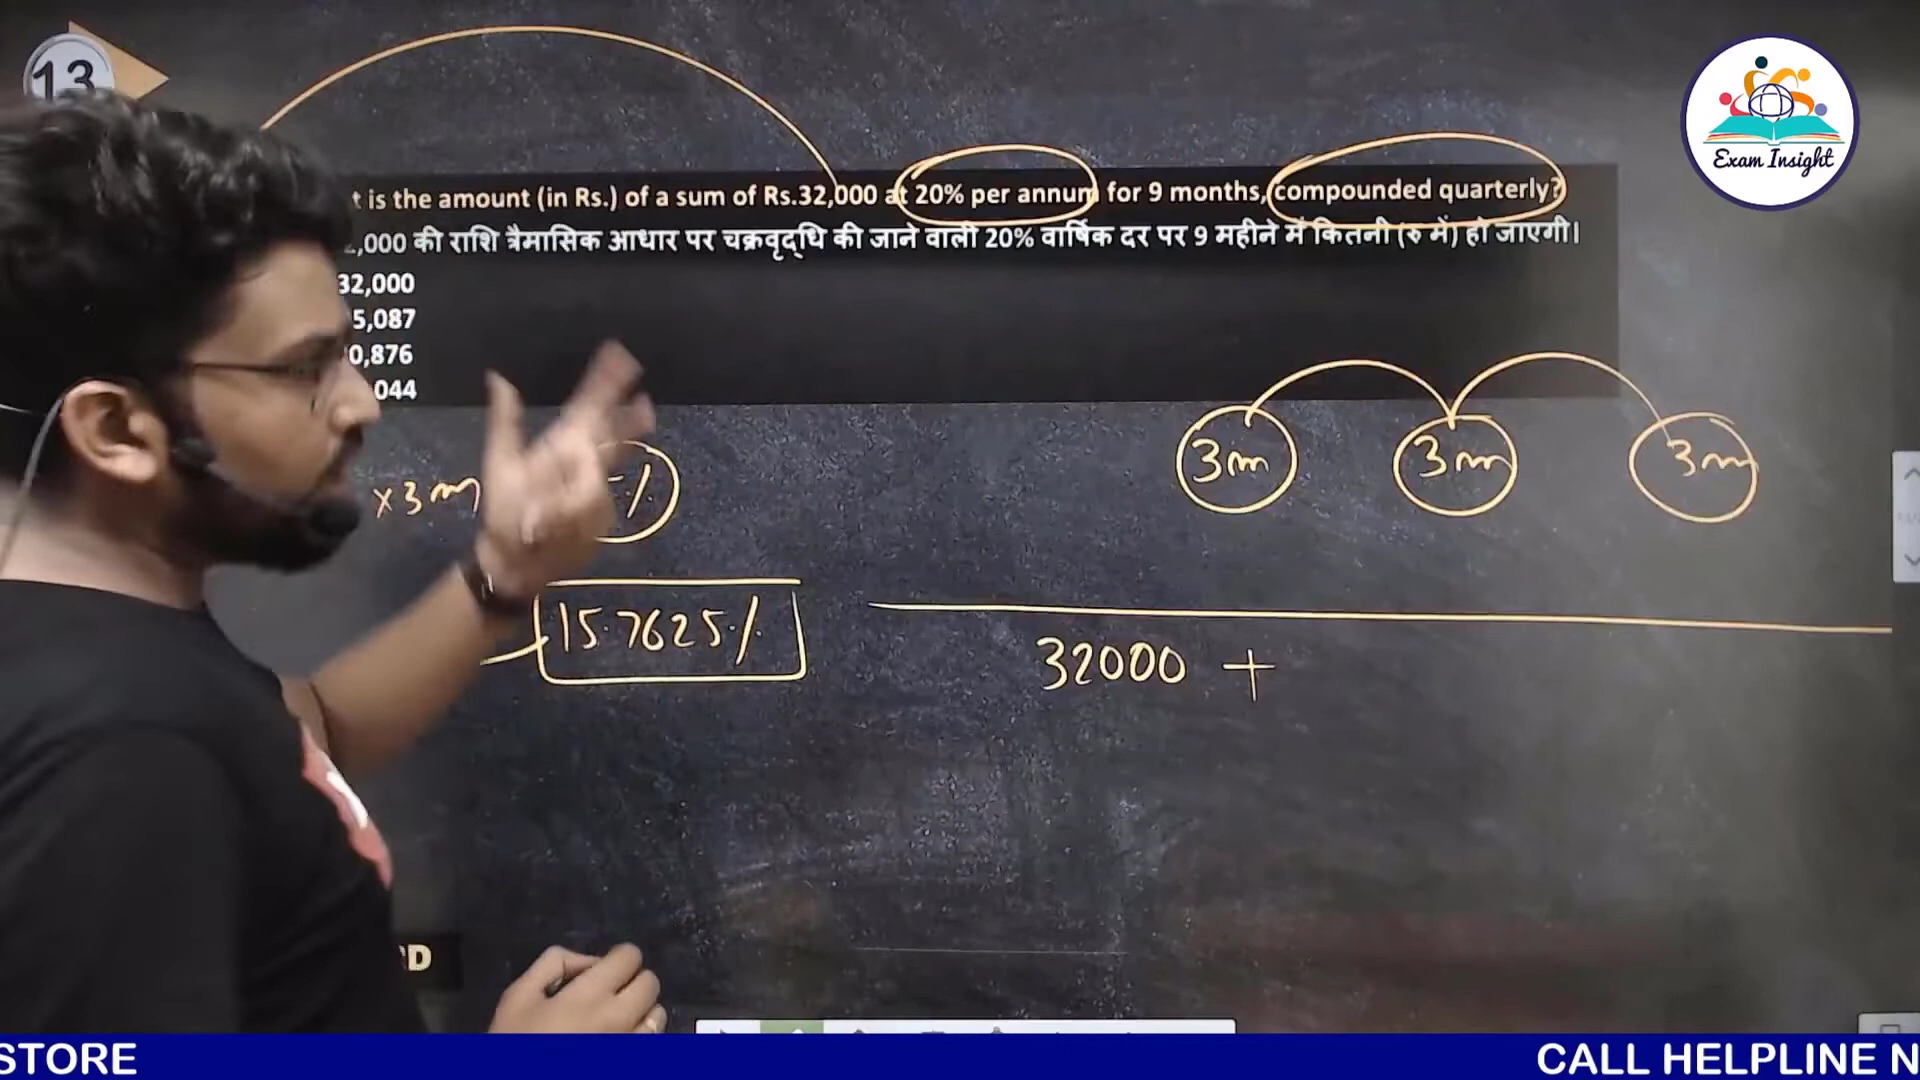 13
is the amount (in Rs.) of a sum of Rs.32,000 at 20% per annum for 9 months, compounded quarterly?
,000 की राशि त्रैमासिक आधार पर चक्रवृद्धि की जाने वाली 20% वार्षिक दर पर 9 महीने में कितनी (रु में) हो जाएगी।
32,000
5,087
0,876
044
Exam Insight
3m 3m 3m
×3m %
15.7625%
32000 +
STORE
CALL HELPLINE N